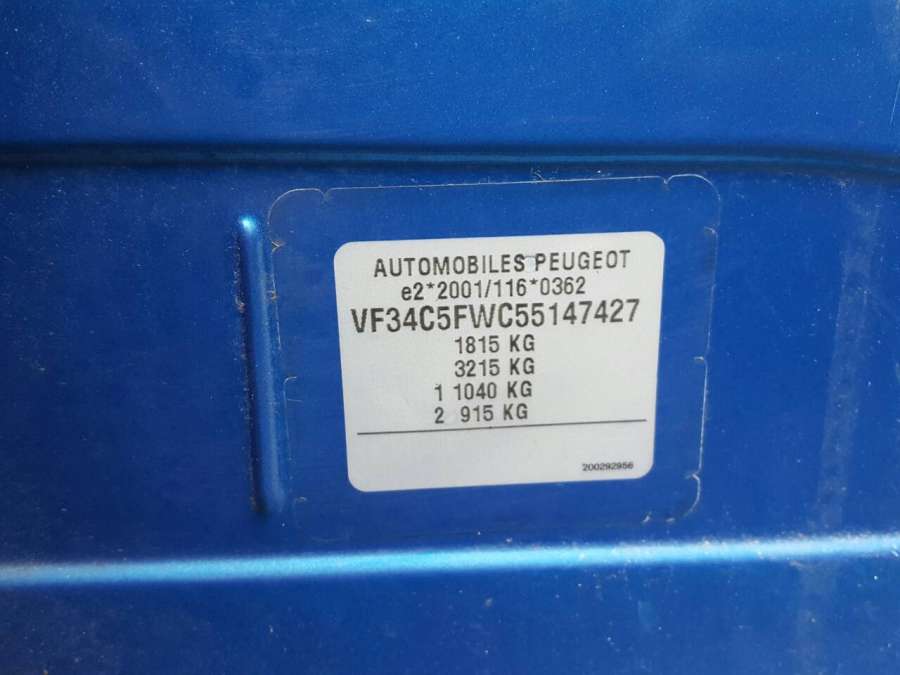 AUTOMOBILES PEUGEOT
e2*2001/116*0362
VF34C5FWC55147427
1815 KG
3215 KG
1 1040 KG
2 915 KG
200292956